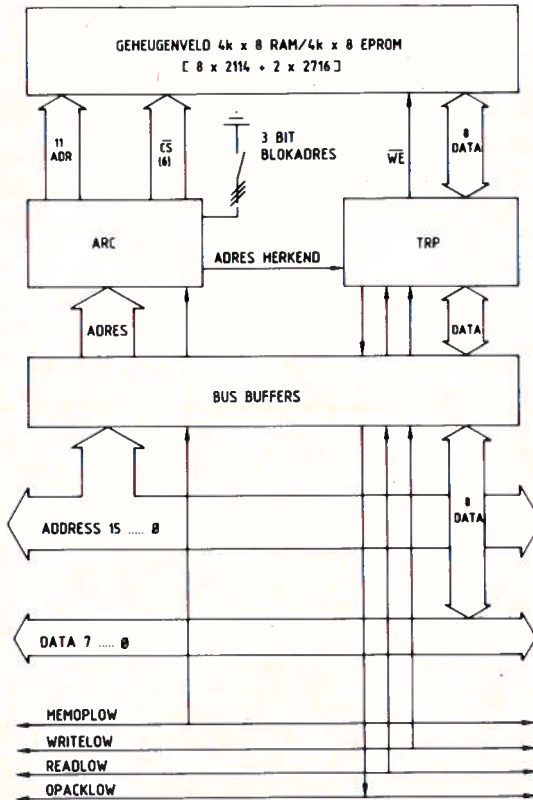 GEHEUGENVELD 4k x 8 RAM/4k x 8 EPROM
[ 8 x 2114 + 2 x 2716 ]
11
ADR
CS
(6)
3 BIT
BLOKADRES
WE
8
DATA
ARC
TRP
ADRES HERKEND
ADRES
DATA
BUS BUFFERS
8
DATA
ADDRESS 15 ..... 0
DATA 7 ..... 0
MEMOPLOW
WRITELOW
READLOW
OPACKLOW